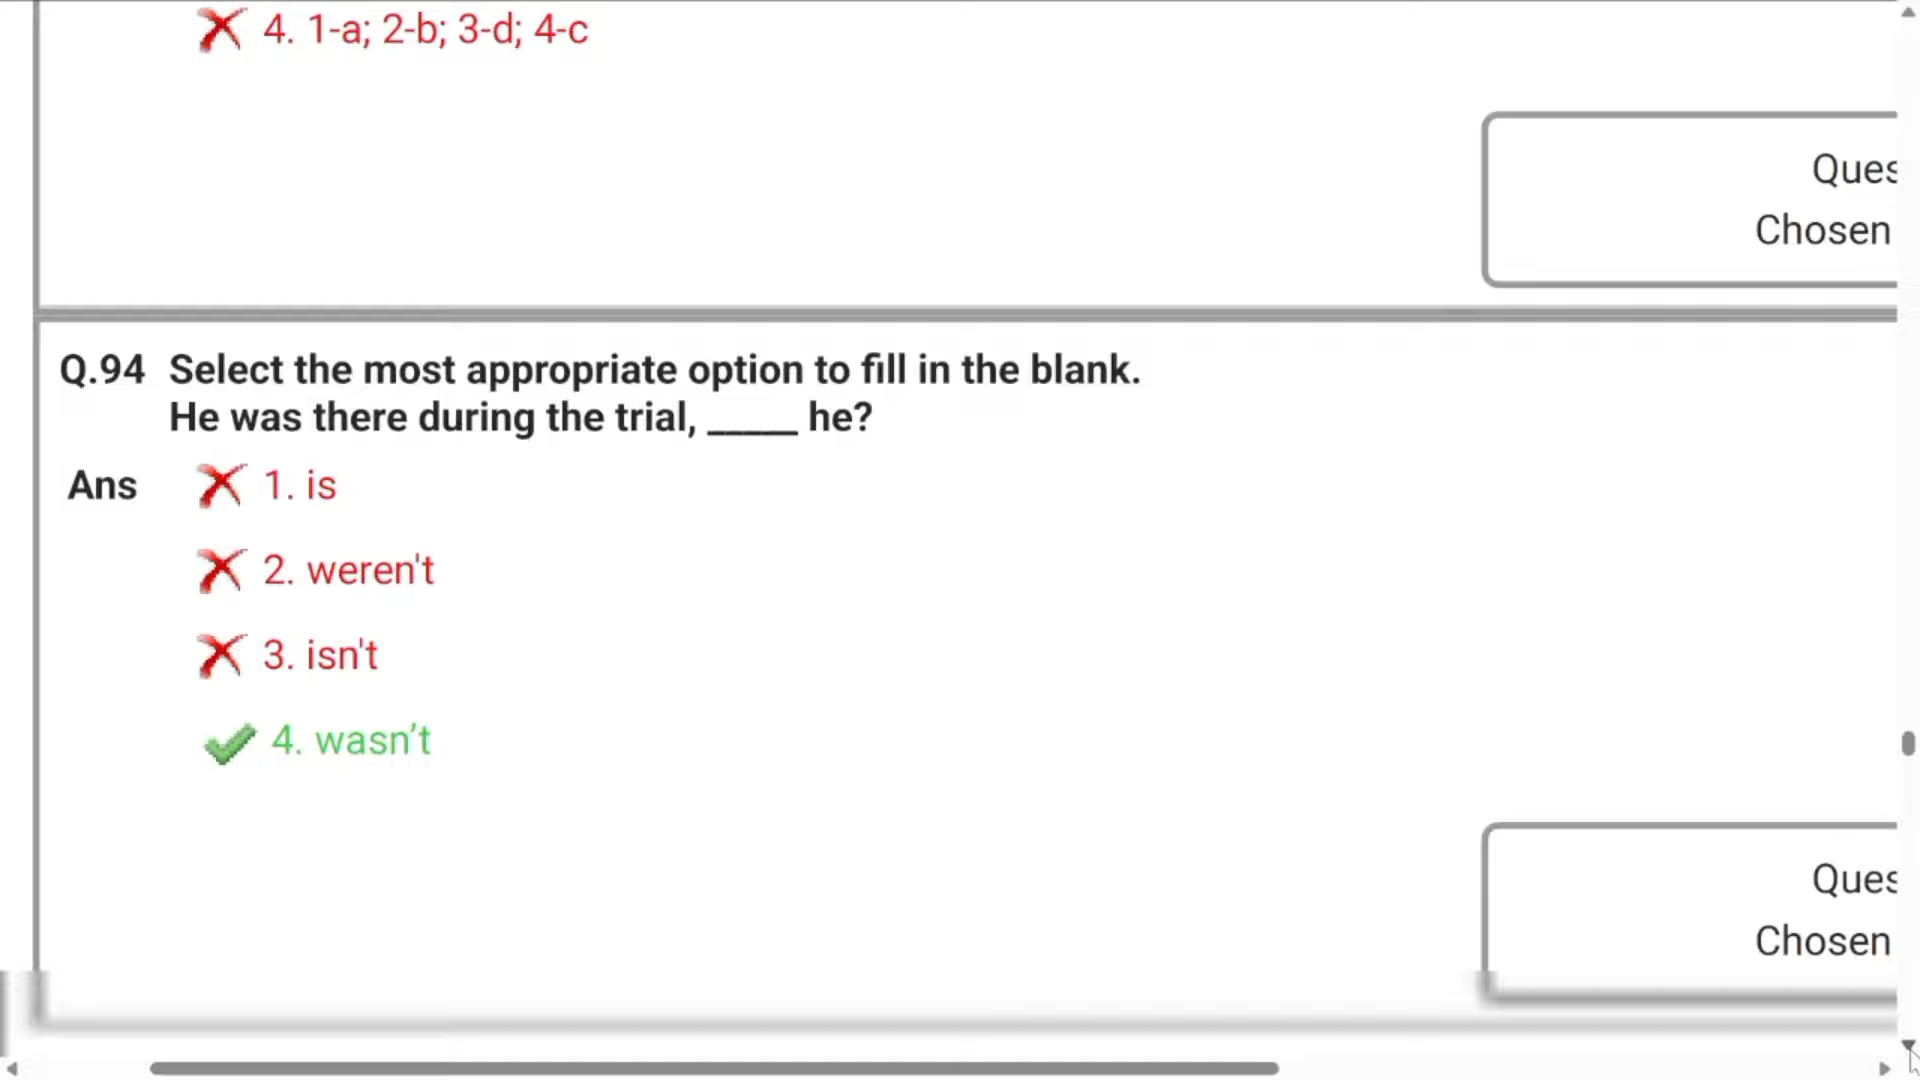 4. 1-a; 2-b; 3-d; 4-c
Ques
Chosen
Q.94 Select the most appropriate option to fill in the blank.
He was there during the trial, _____ he?
Ans 1. is
2. weren't
3. isn't
4. wasn’t
Ques
Chosen